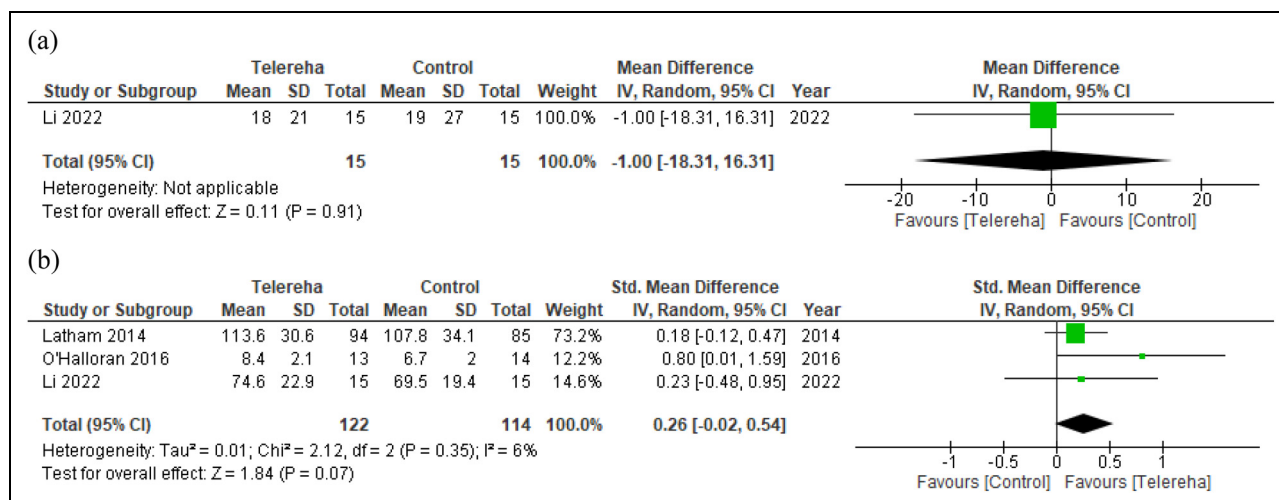 (a)
Telereha Control Mean Difference Mean Difference
Study or Subgroup Mean SD Total Mean SD Total Weight IV, Random, 95% CI Year IV, Random, 95% CI
Li 2022 18 21 15 19 27 15 100.0% -1.00 [-18.31, 16.31] 2022
Total (95% CI) 15 15 100.0% -1.00 [-18.31, 16.31]
Heterogeneity: Not applicable
Test for overall effect: Z = 0.11 (P = 0.91)
-20 -10 0 10 20
Favours [Telereha] Favours [Control]
(b)
Telereha Control Std. Mean Difference Std. Mean Difference
Study or Subgroup Mean SD Total Mean SD Total Weight IV, Random, 95% CI Year IV, Random, 95% CI
Latham 2014 113.6 30.6 94 107.8 34.1 85 73.2% 0.18 [-0.12, 0.47] 2014
O'Halloran 2016 8.4 2.1 13 6.7 2 14 12.2% 0.80 [0.01, 1.59] 2016
Li 2022 74.6 22.9 15 69.5 19.4 15 14.6% 0.23 [-0.48, 0.95] 2022
Total (95% CI) 122 114 100.0% 0.26 [-0.02, 0.54]
Heterogeneity: Tau² = 0.01; Chi² = 2.12, df = 2 (P = 0.35); I² = 6%
Test for overall effect: Z = 1.84 (P = 0.07)
-1 -0.5 0 0.5 1
Favours [Control] Favours [Telereha]